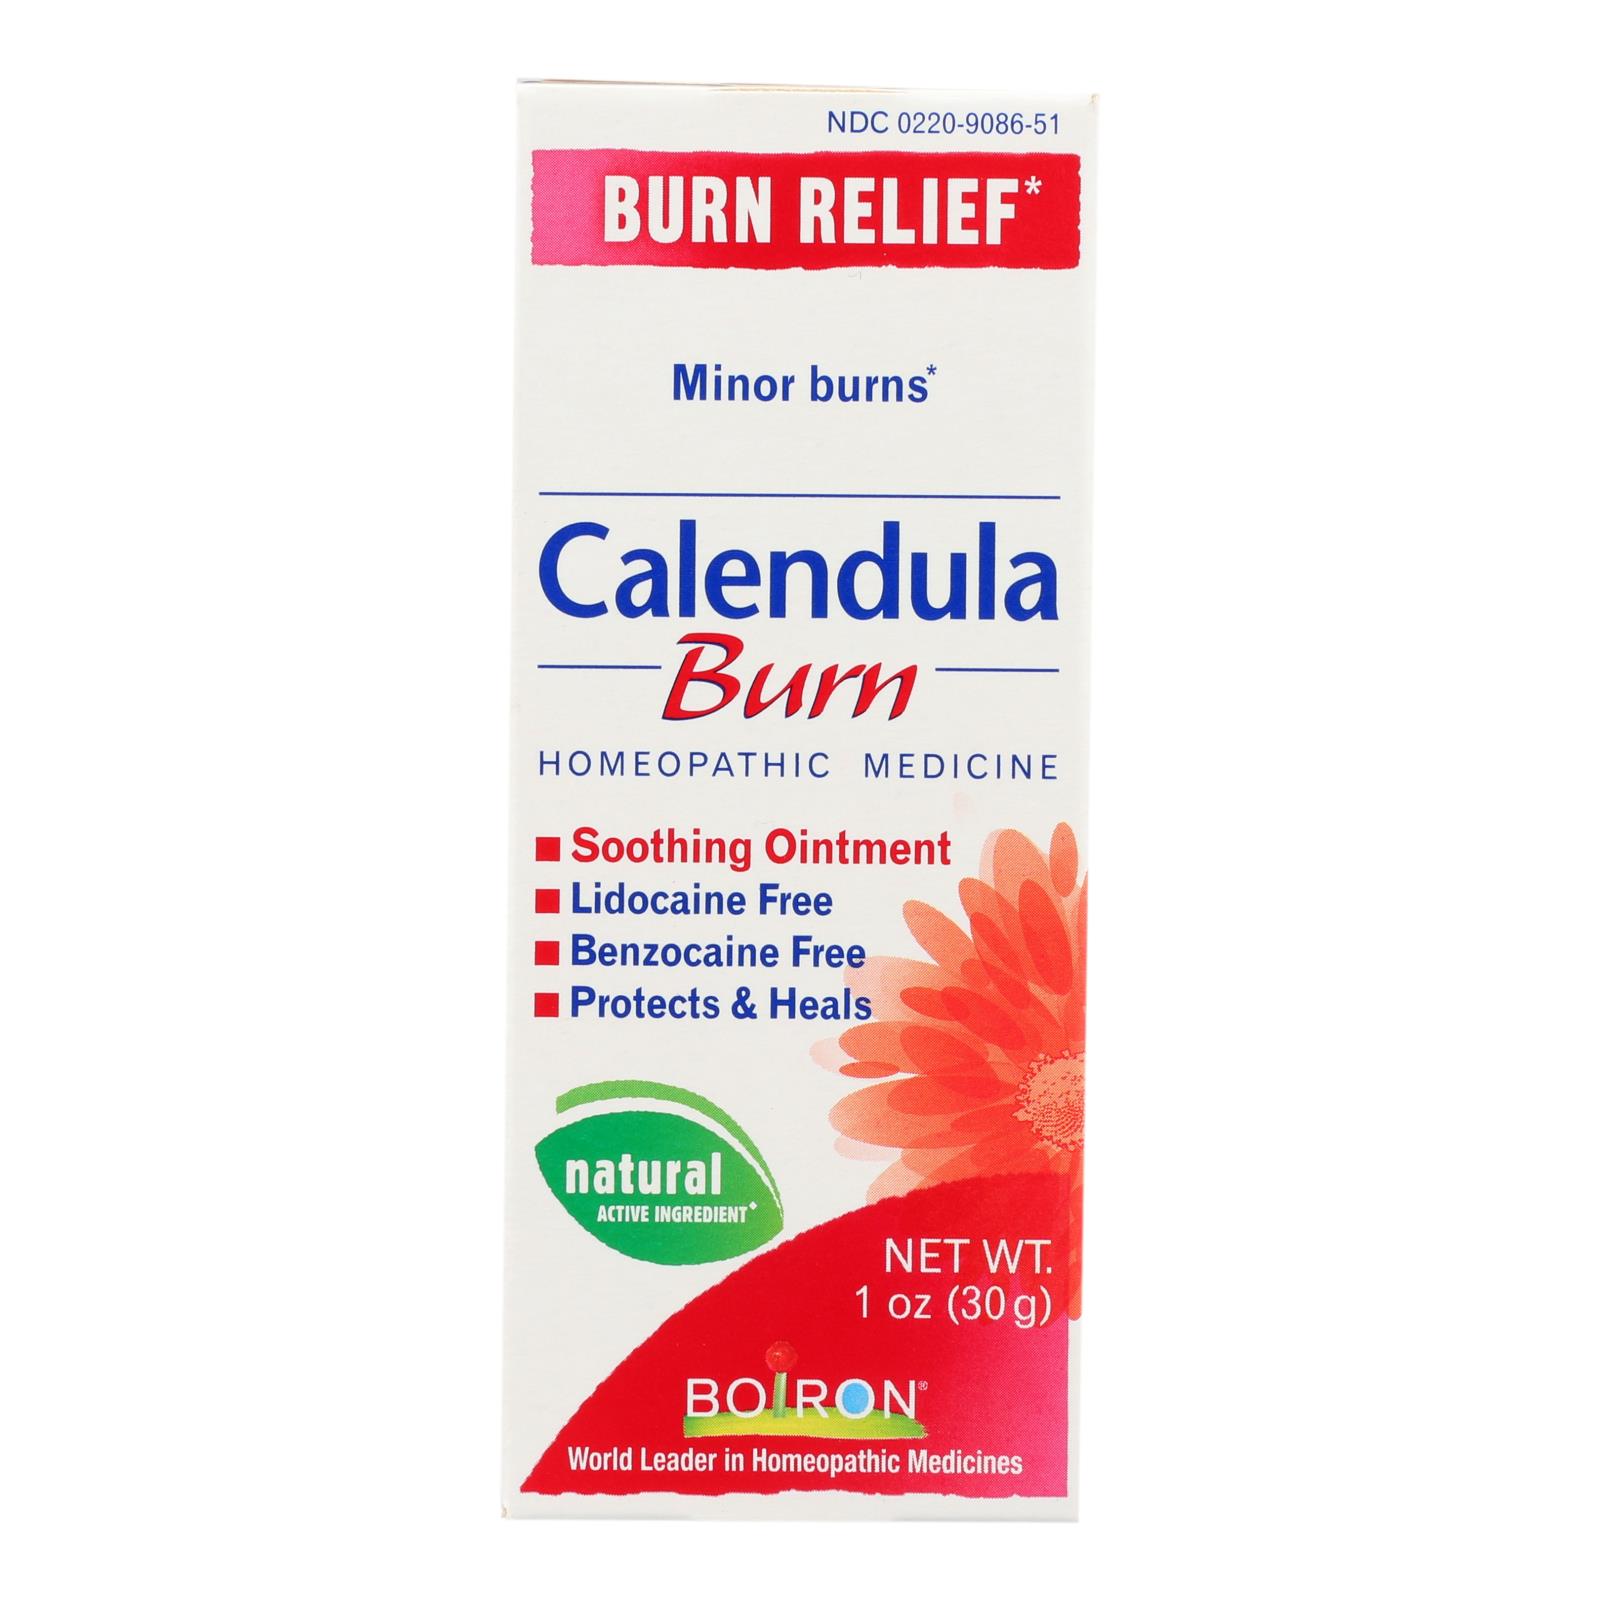 NDC 0220-9086-51
BURN RELIEF*
Minor burns*
Calendula
Burn
HOMEOPATHIC MEDICINE
■ Soothing Ointment
■ Lidocaine Free
■ Benzocaine Free
■ Protects & Heals
natural
ACTIVE INGREDIENT◆
NET WT.
1 oz (30 g)
BOIRON®
World Leader in Homeopathic Medicines